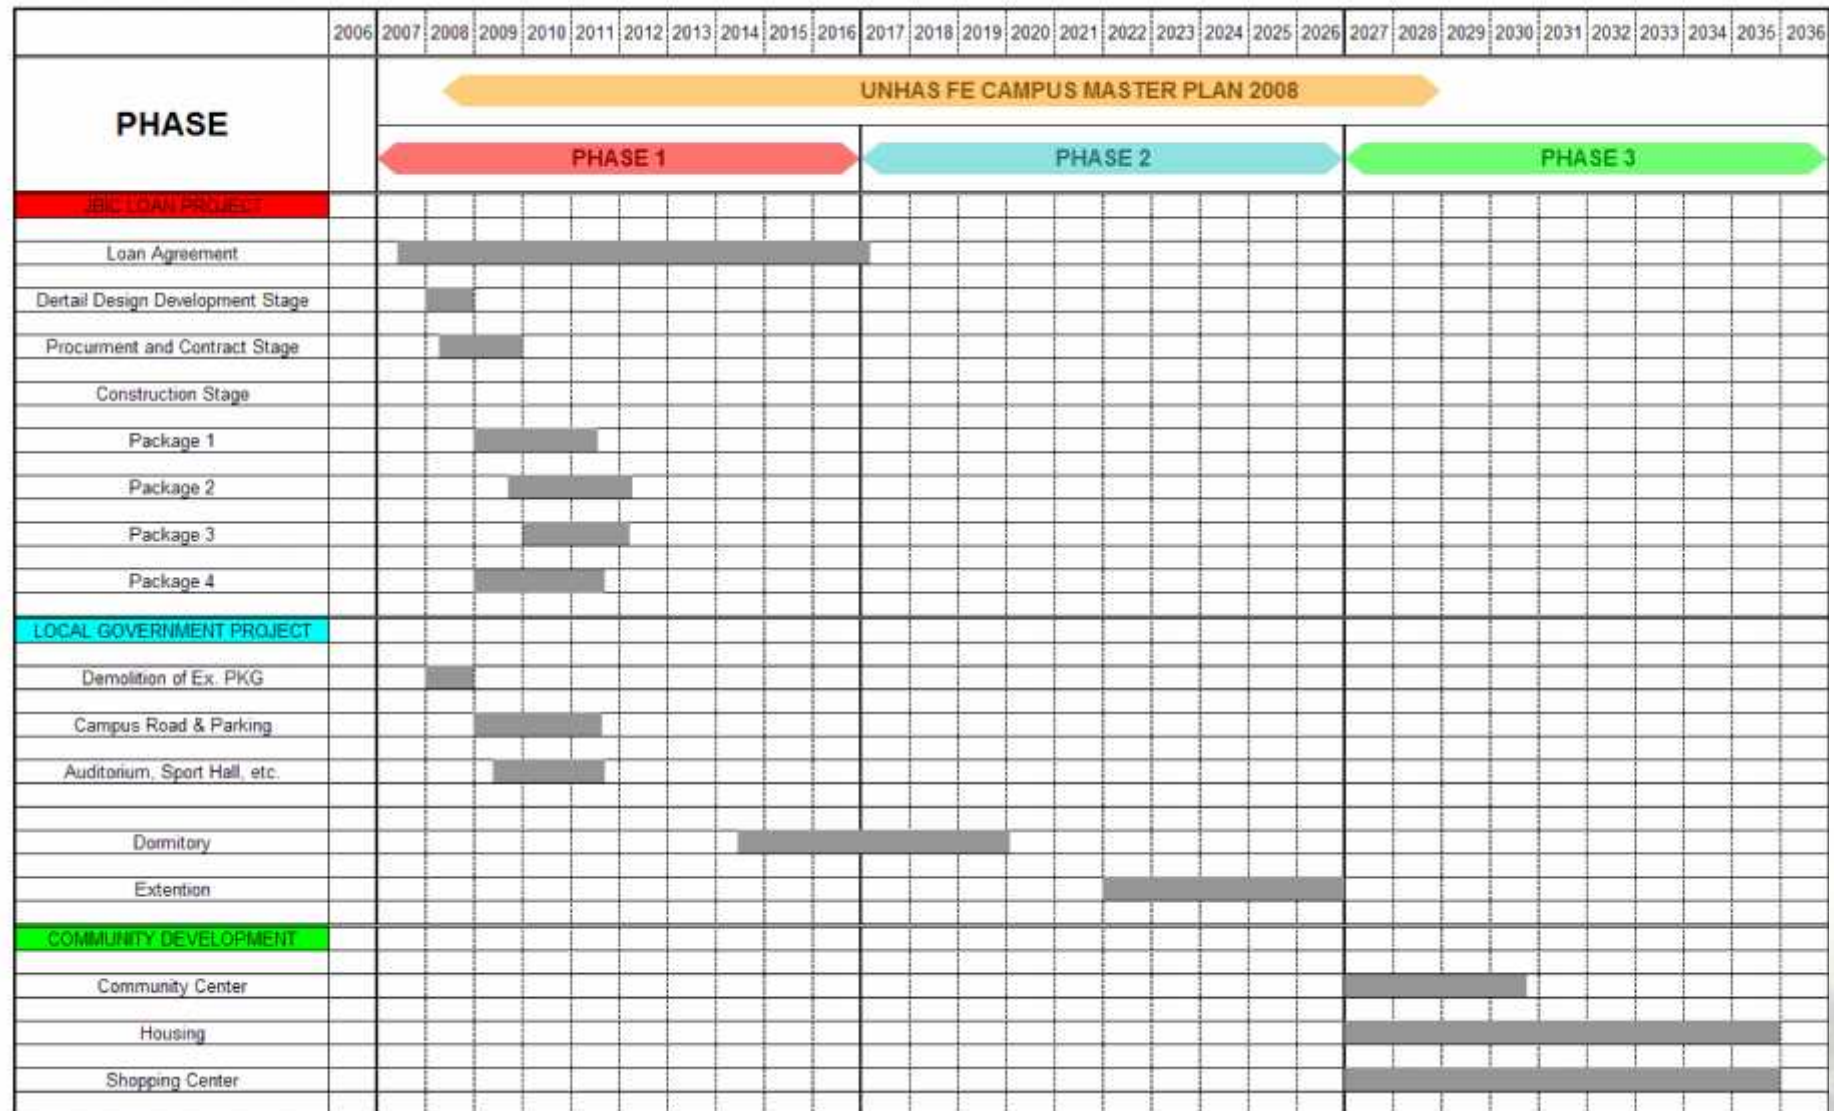 2006 2007 2008 2009 2010 2011 2012 2013 2014 2015 2016 2017 2018 2019 2020 2021 2022 2023 2024 2025 2026 2027 2028 2029 2030 2031 2032 2033 2034 2035 2036
PHASE
UNHAS FE CAMPUS MASTER PLAN 2008
PHASE 1 PHASE 2 PHASE 3
JBIC LOAN PROJECT
Loan Agreement
Dertail Design Development Stage
Procurment and Contract Stage
Construction Stage
Package 1
Package 2
Package 3
Package 4
LOCAL GOVERNMENT PROJECT
Demolition of Ex. PKG
Campus Road & Parking
Auditorium, Sport Hall, etc.
Dormitory
Extention
COMMUNITY DEVELOPMENT
Community Center
Housing
Shopping Center